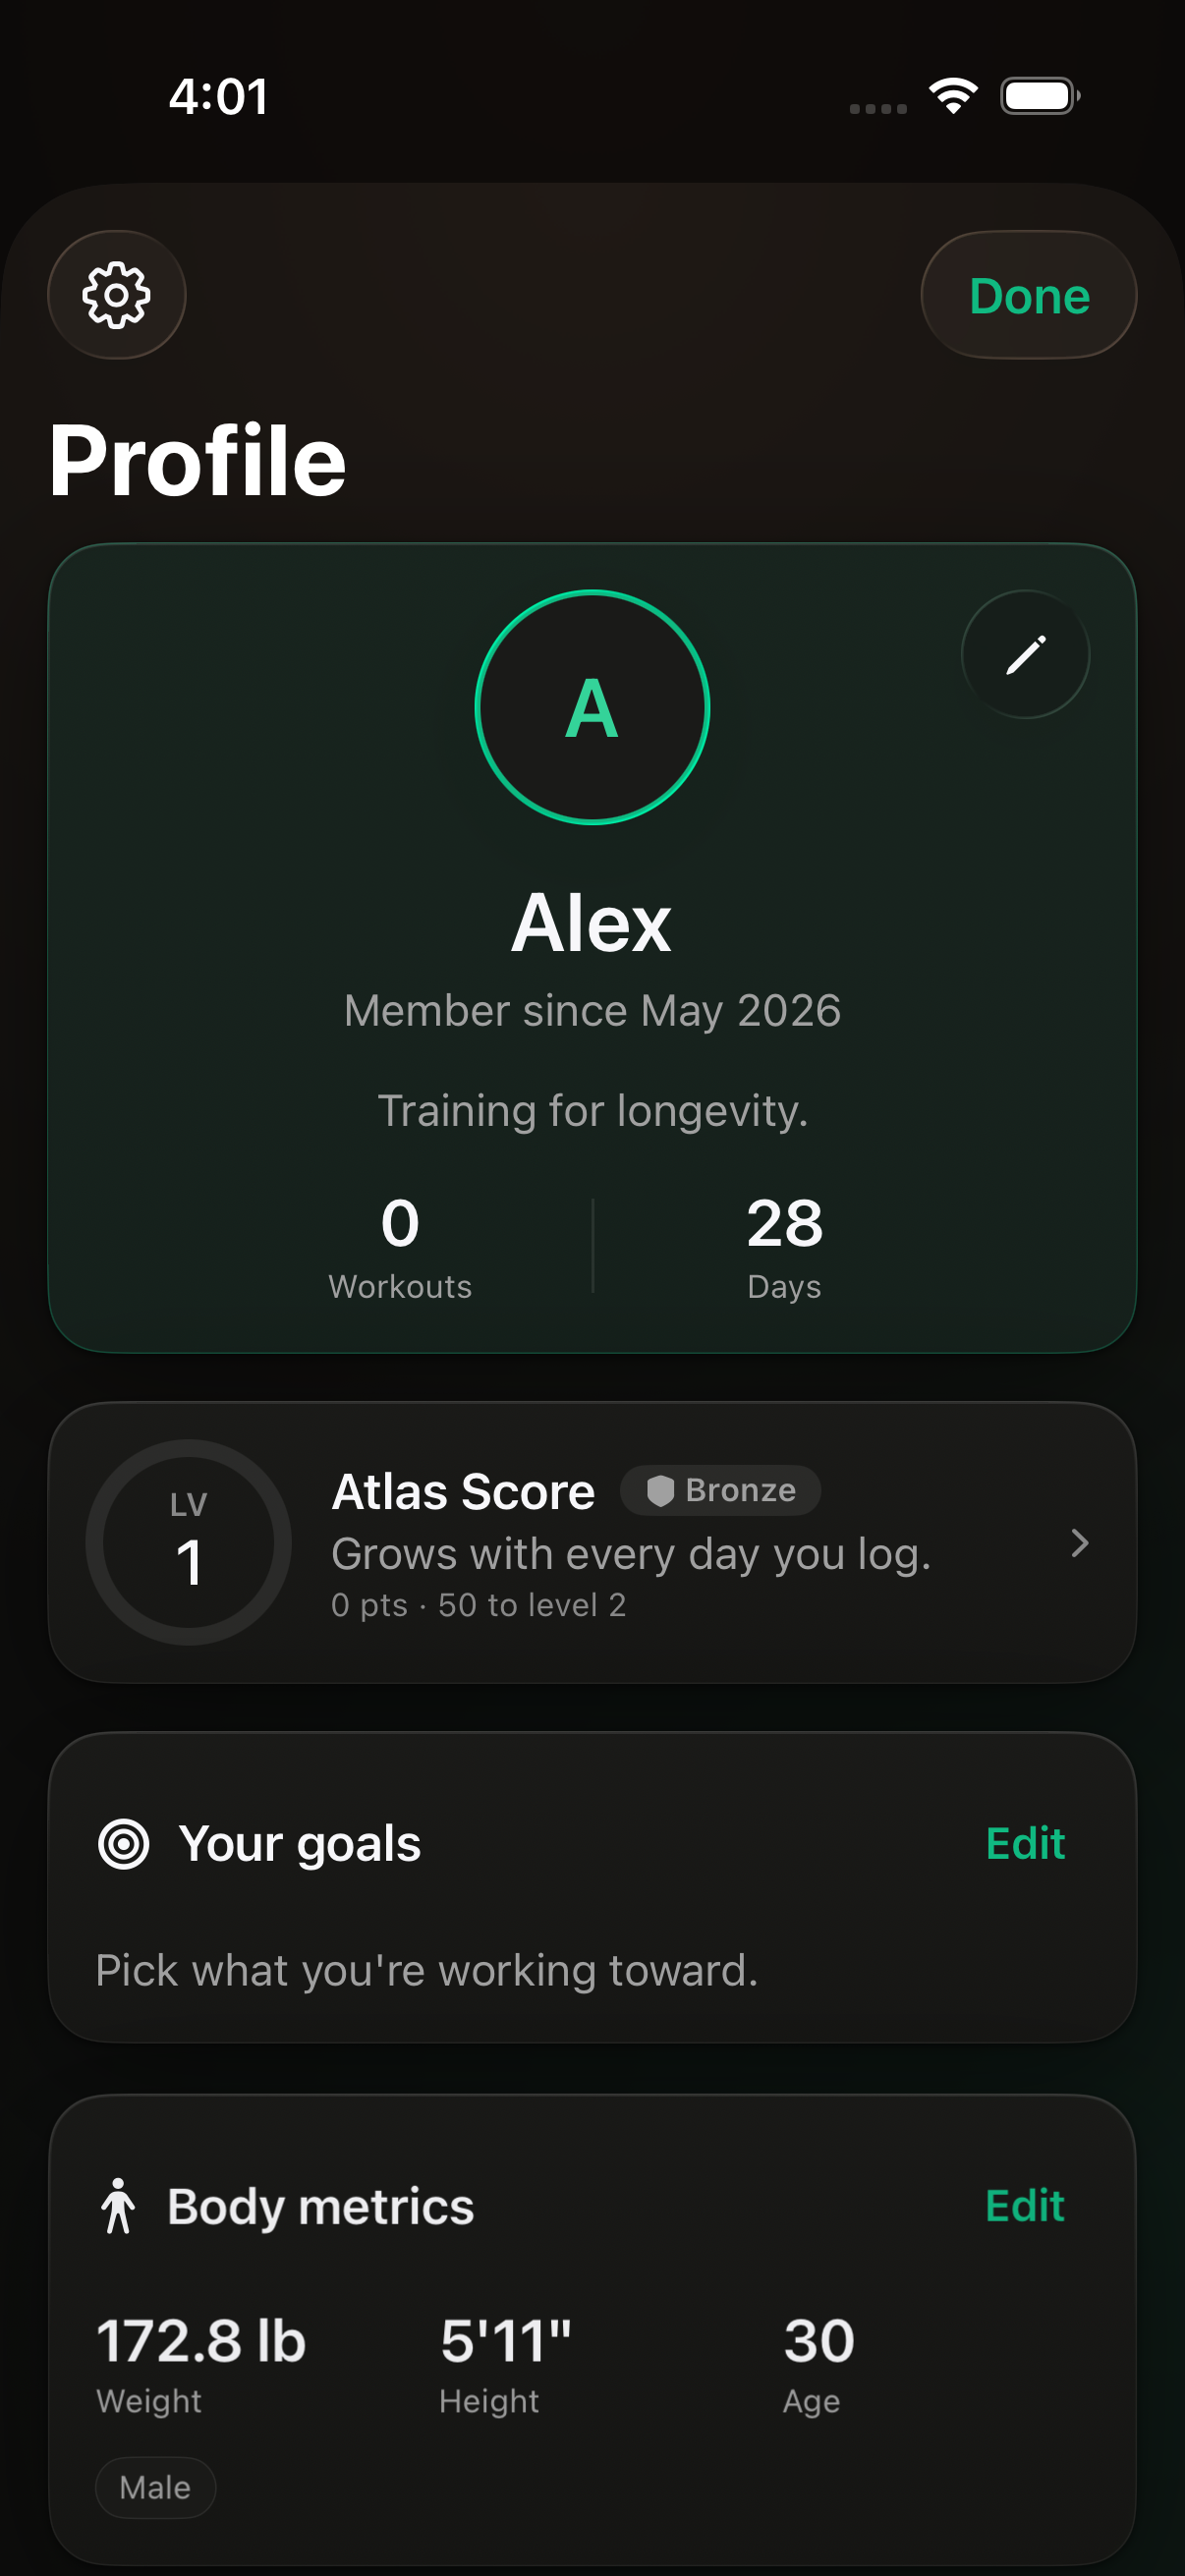 4:01
Done
Profile
A
Alex
Member since May 2026
Training for longevity.
0
Workouts
28
Days
LV
1
Atlas Score
Bronze
Grows with every day you log.
0 pts · 50 to level 2
Your goals
Edit
Pick what you're working toward.
Body metrics
Edit
172.8 lb
Weight
5'11"
Height
30
Age
Male